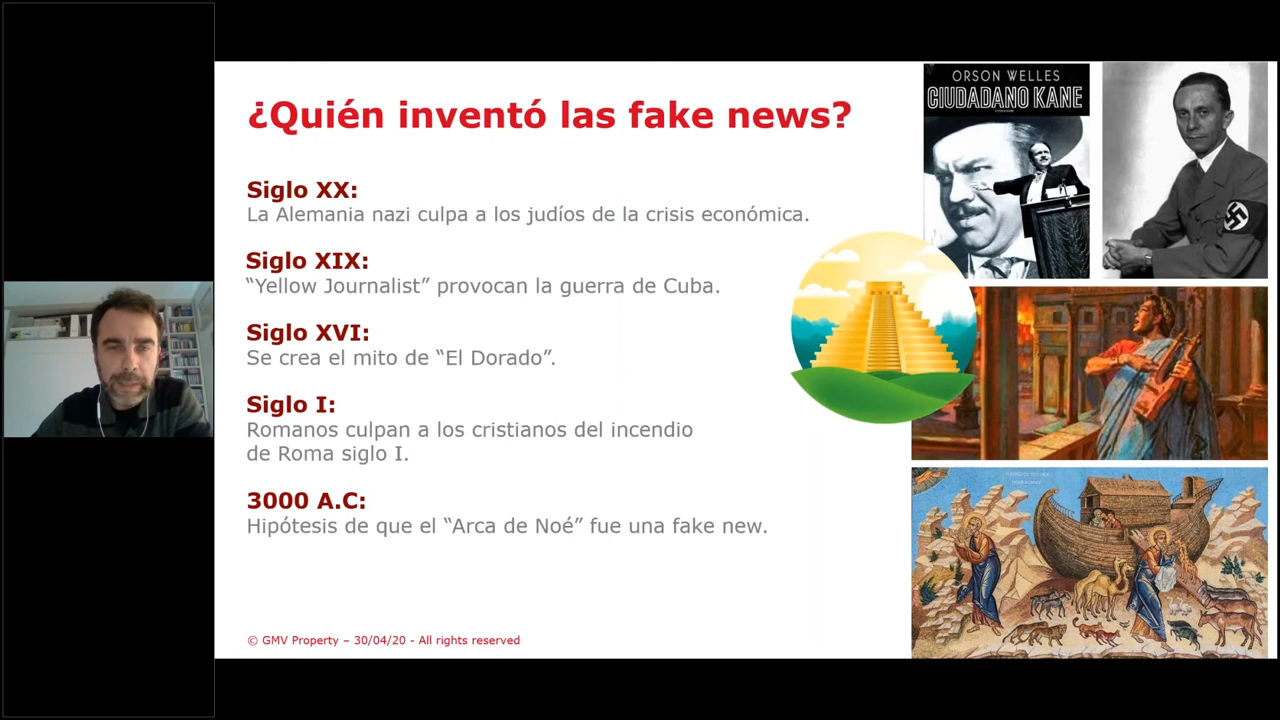 ¿Quién inventó las fake news?
Siglo XX:
La Alemania nazi culpa a los judíos de la crisis económica.
Siglo XIX:
“Yellow Journalist” provocan la guerra de Cuba.
Siglo XVI:
Se crea el mito de “El Dorado”.
Siglo I:
Romanos culpan a los cristianos del incendio
de Roma siglo I.
3000 A.C:
Hipótesis de que el “Arca de Noé” fue una fake new.
© GMV Property – 30/04/20 - All rights reserved
ORSON WELLES
CIUDADANO KANE